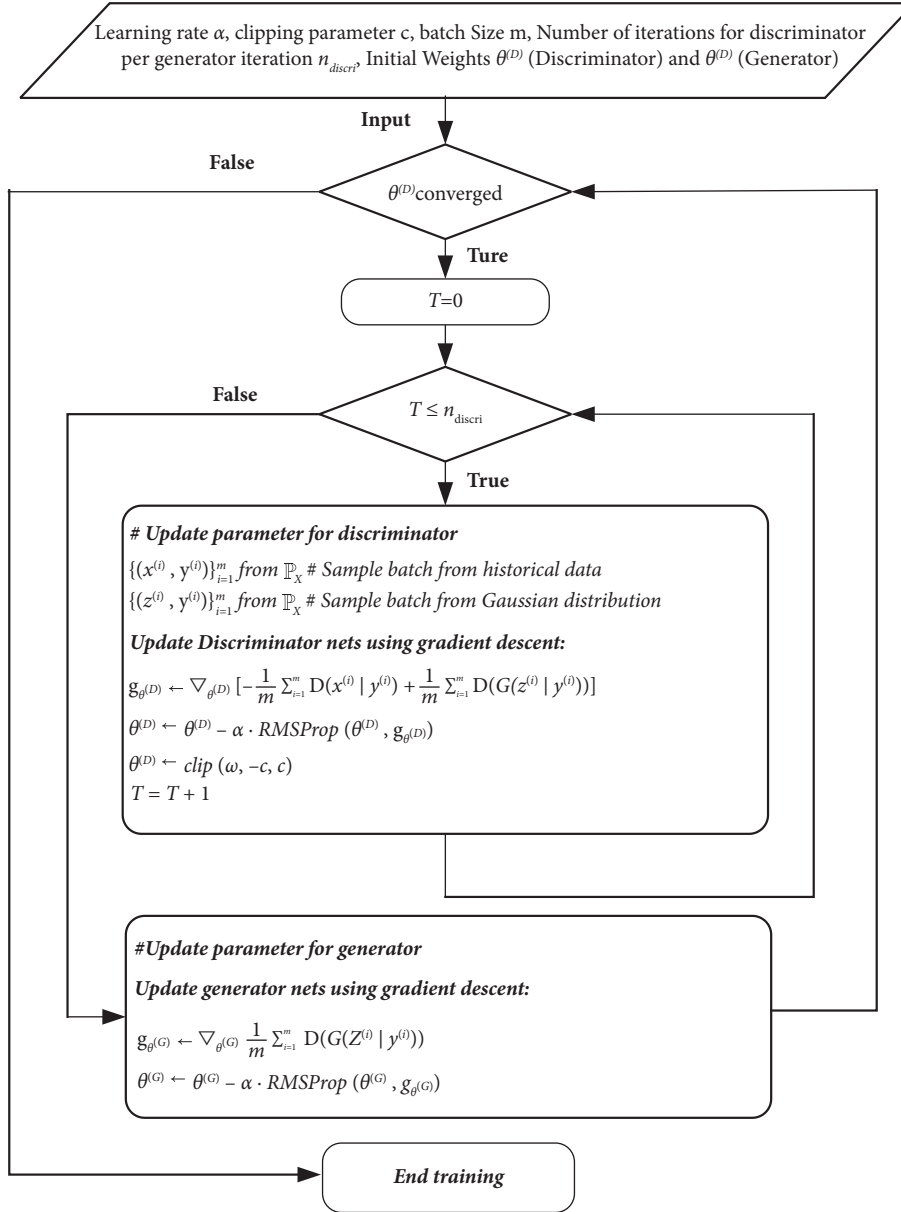 Learning rate α, clipping parameter c, batch Size m, Number of iterations for discriminator
per generator iteration n_discri, Initial Weights θ^(D) (Discriminator) and θ^(D) (Generator)
Input
False
θ^(D) converged
Ture
T=0
False
T ≤ n_discri
True
# Update parameter for discriminator
{(x^(i) , y^(i))}_{i=1}^m from ℙ_X # Sample batch from historical data
{(z^(i) , y^(i))}_{i=1}^m from ℙ_X # Sample batch from Gaussian distribution
Update Discriminator nets using gradient descent:
g_θ^(D) ← ▽_θ^(D) [-1/m ∑_{i=1}^m D(x^(i) | y^(i)) + 1/m ∑_{i=1}^m D(G(z^(i) | y^(i)))]
θ^(D) ← θ^(D) – α · RMSProp (θ^(D) , g_θ^(D))
θ^(D) ← clip (ω, –c, c)
T = T + 1
#Update parameter for generator
Update generator nets using gradient descent:
g_θ^(G) ← ▽_θ^(G) 1/m ∑_{i=1}^m D(G(Z^(i) | y^(i)))
θ^(G) ← θ^(G) – α · RMSProp (θ^(G) , g_θ^(G))
End training